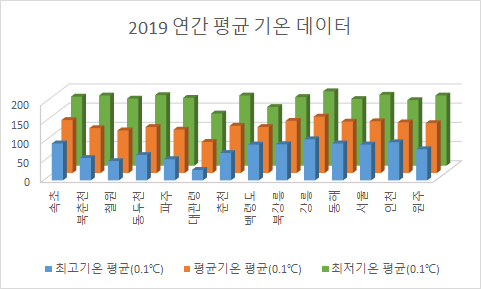 2019 연간 평균 기온 데이터
200
150
100
50
0
속초
북춘천
철원
동두천
파주
대관령
춘천
백령도
북강릉
강릉
동해
서울
인천
원주
최고기온 평균(0.1℃) 평균기온 평균(0.1℃) 최저기온 평균(0.1℃)